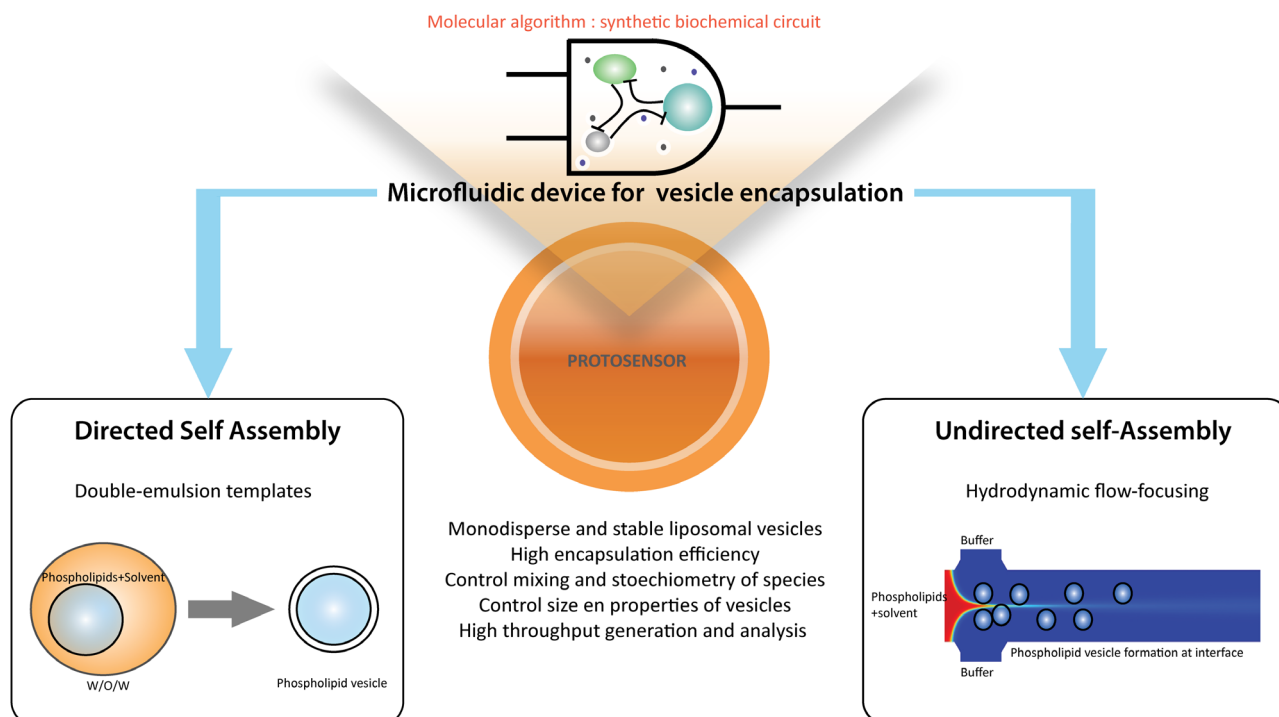 Molecular algorithm : synthetic biochemical circuit
Microfluidic device for vesicle encapsulation
PROTOSENSOR
Directed Self Assembly
Double-emulsion templates
Phospholipids+Solvent
W/O/W
Phospholipid vesicle
Monodisperse and stable liposomal vesicles
High encapsulation efficiency
Control mixing and stoechiometry of species
Control size en properties of vesicles
High throughput generation and analysis
Undirected self-Assembly
Hydrodynamic flow-focusing
Buffer
Phospholipids
+solvent
Phospholipid vesicle formation at interface
Buffer